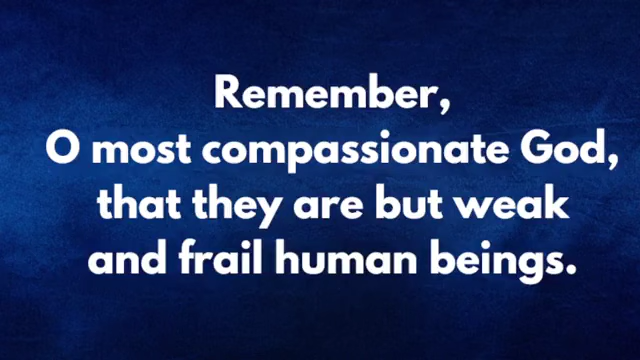 Remember,
O most compassionate God,
that they are but weak
and frail human beings.